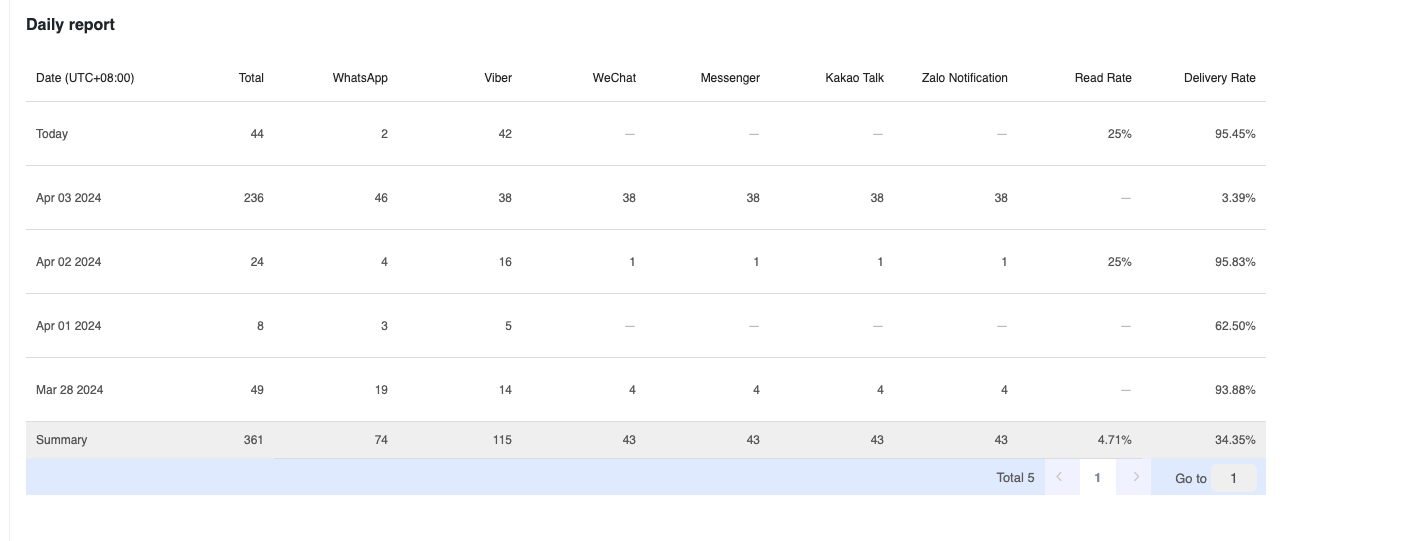 Daily report
Date (UTC+08:00) Total WhatsApp Viber WeChat Messenger Kakao Talk Zalo Notification Read Rate Delivery Rate
Today 44 2 42 — — — — 25% 95.45%
Apr 03 2024 236 46 38 38 38 38 38 — 3.39%
Apr 02 2024 24 4 16 1 1 1 1 25% 95.83%
Apr 01 2024 8 3 5 — — — — — 62.50%
Mar 28 2024 49 19 14 4 4 4 4 — 93.88%
Summary 361 74 115 43 43 43 43 4.71% 34.35%
Total 5 < 1 > Go to 1